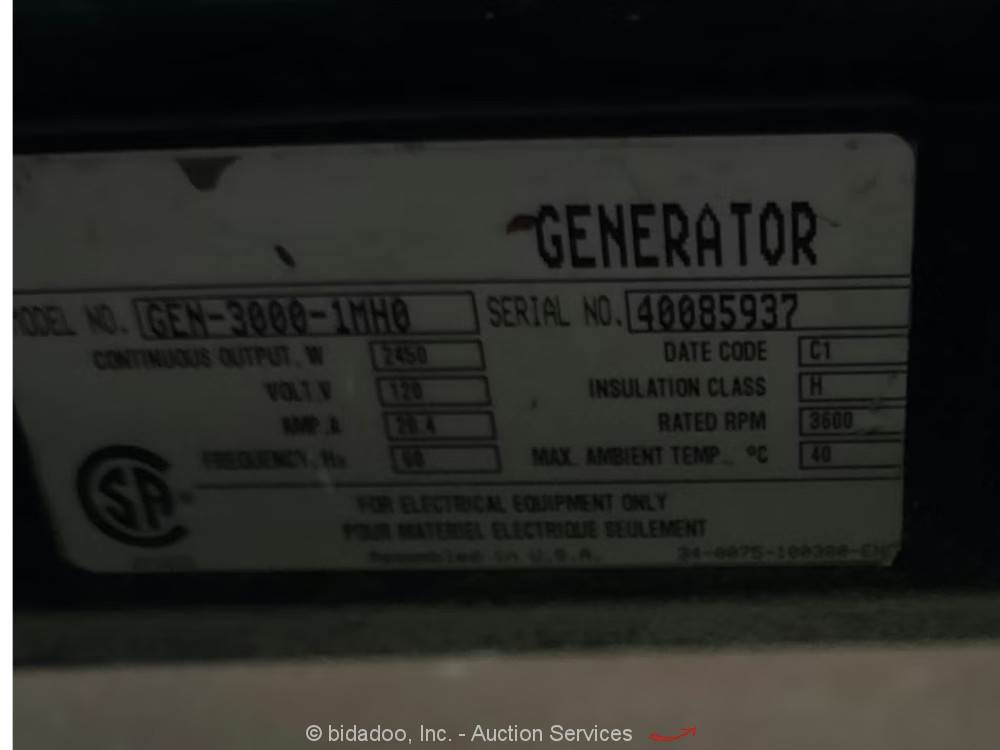 GENERATOR
MODEL NO. GEN-3000-1MH0 SERIAL NO. 40085937
CONTINUOUS OUTPUT, W 2450 DATE CODE C1
VOLT.V 120 INSULATION CLASS H
AMP.A 20.4 RATED RPM 3600
FREQUENCY, Hz 60 MAX. AMBIENT TEMP. °C 40
FOR ELECTRICAL EQUIPMENT ONLY
POUR MATERIEL ELECTRIQUE SEULEMENT
Assembled in U.S.A.
© bidadoo, Inc. - Auction Services